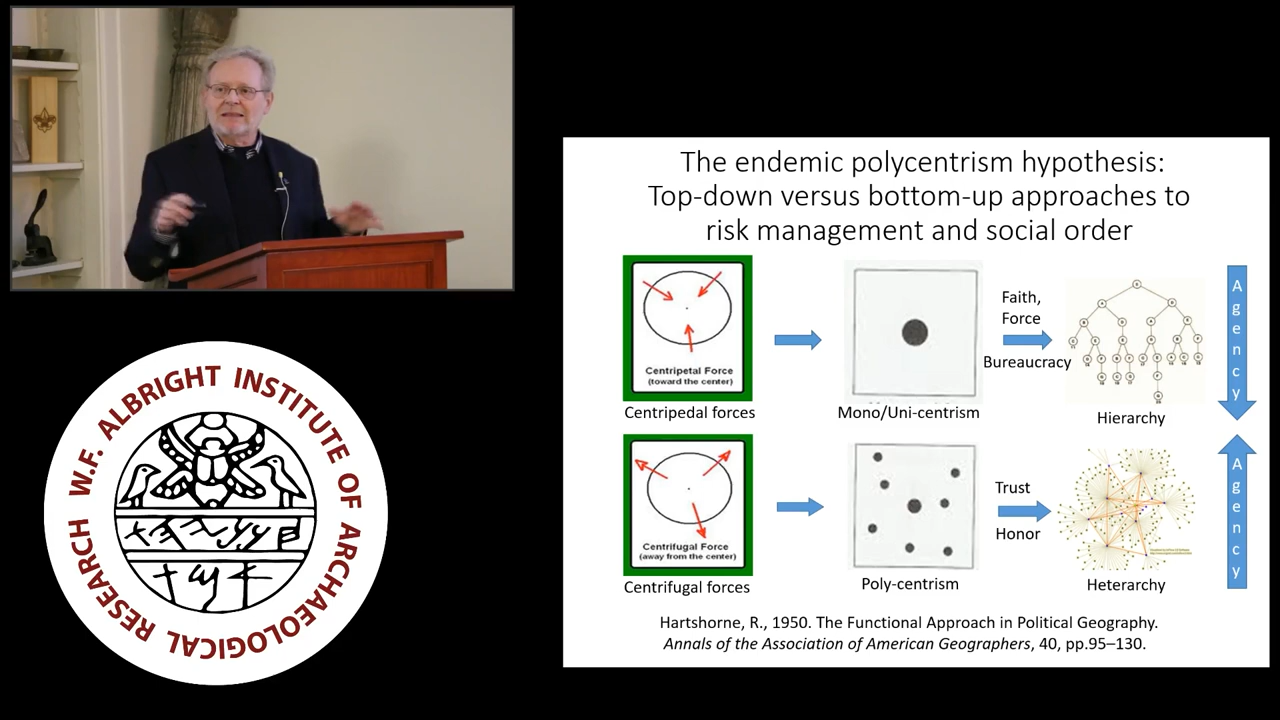 W.F. ALBRIGHT INSTITUTE OF ARCHAEOLOGICAL RESEARCH
The endemic polycentrism hypothesis:
Top-down versus bottom-up approaches to
risk management and social order
Centripetal Force
(toward the center)
Centripedal forces
Mono/Uni-centrism
Faith,
Force
Bureaucracy
Hierarchy
Agency
Centrifugal Force
(away from the center)
Centrifugal forces
Poly-centrism
Trust
Honor
Heterarchy
Agency
Hartshorne, R., 1950. The Functional Approach in Political Geography.
Annals of the Association of American Geographers, 40, pp.95–130.